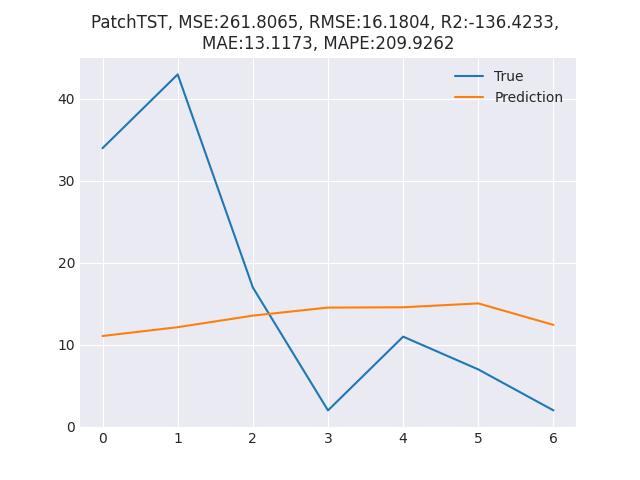 PatchTST, MSE:261.8065, RMSE:16.1804, R2:-136.4233,
MAE:13.1173, MAPE:209.9262
True
Prediction
40
30
20
10
0
0 1 2 3 4 5 6